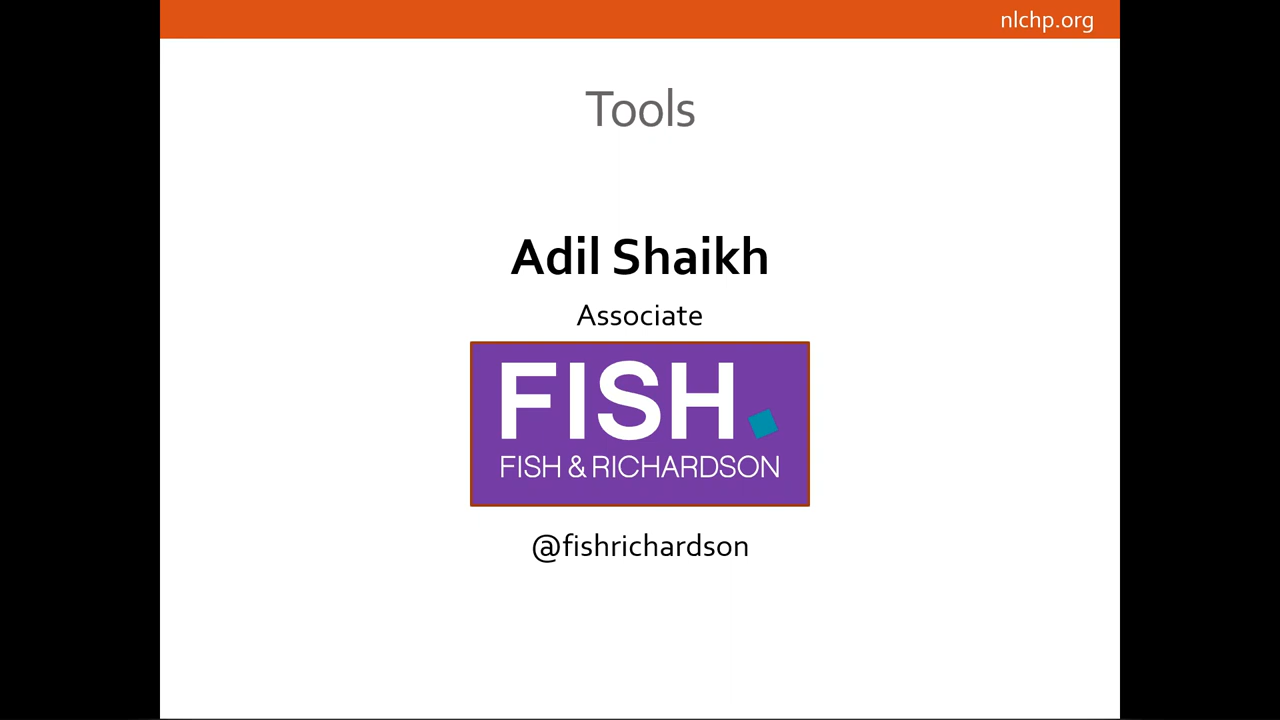 nlchp.org
Tools
Adil Shaikh
Associate
FISH.
FISH & RICHARDSON
@fishrichardson